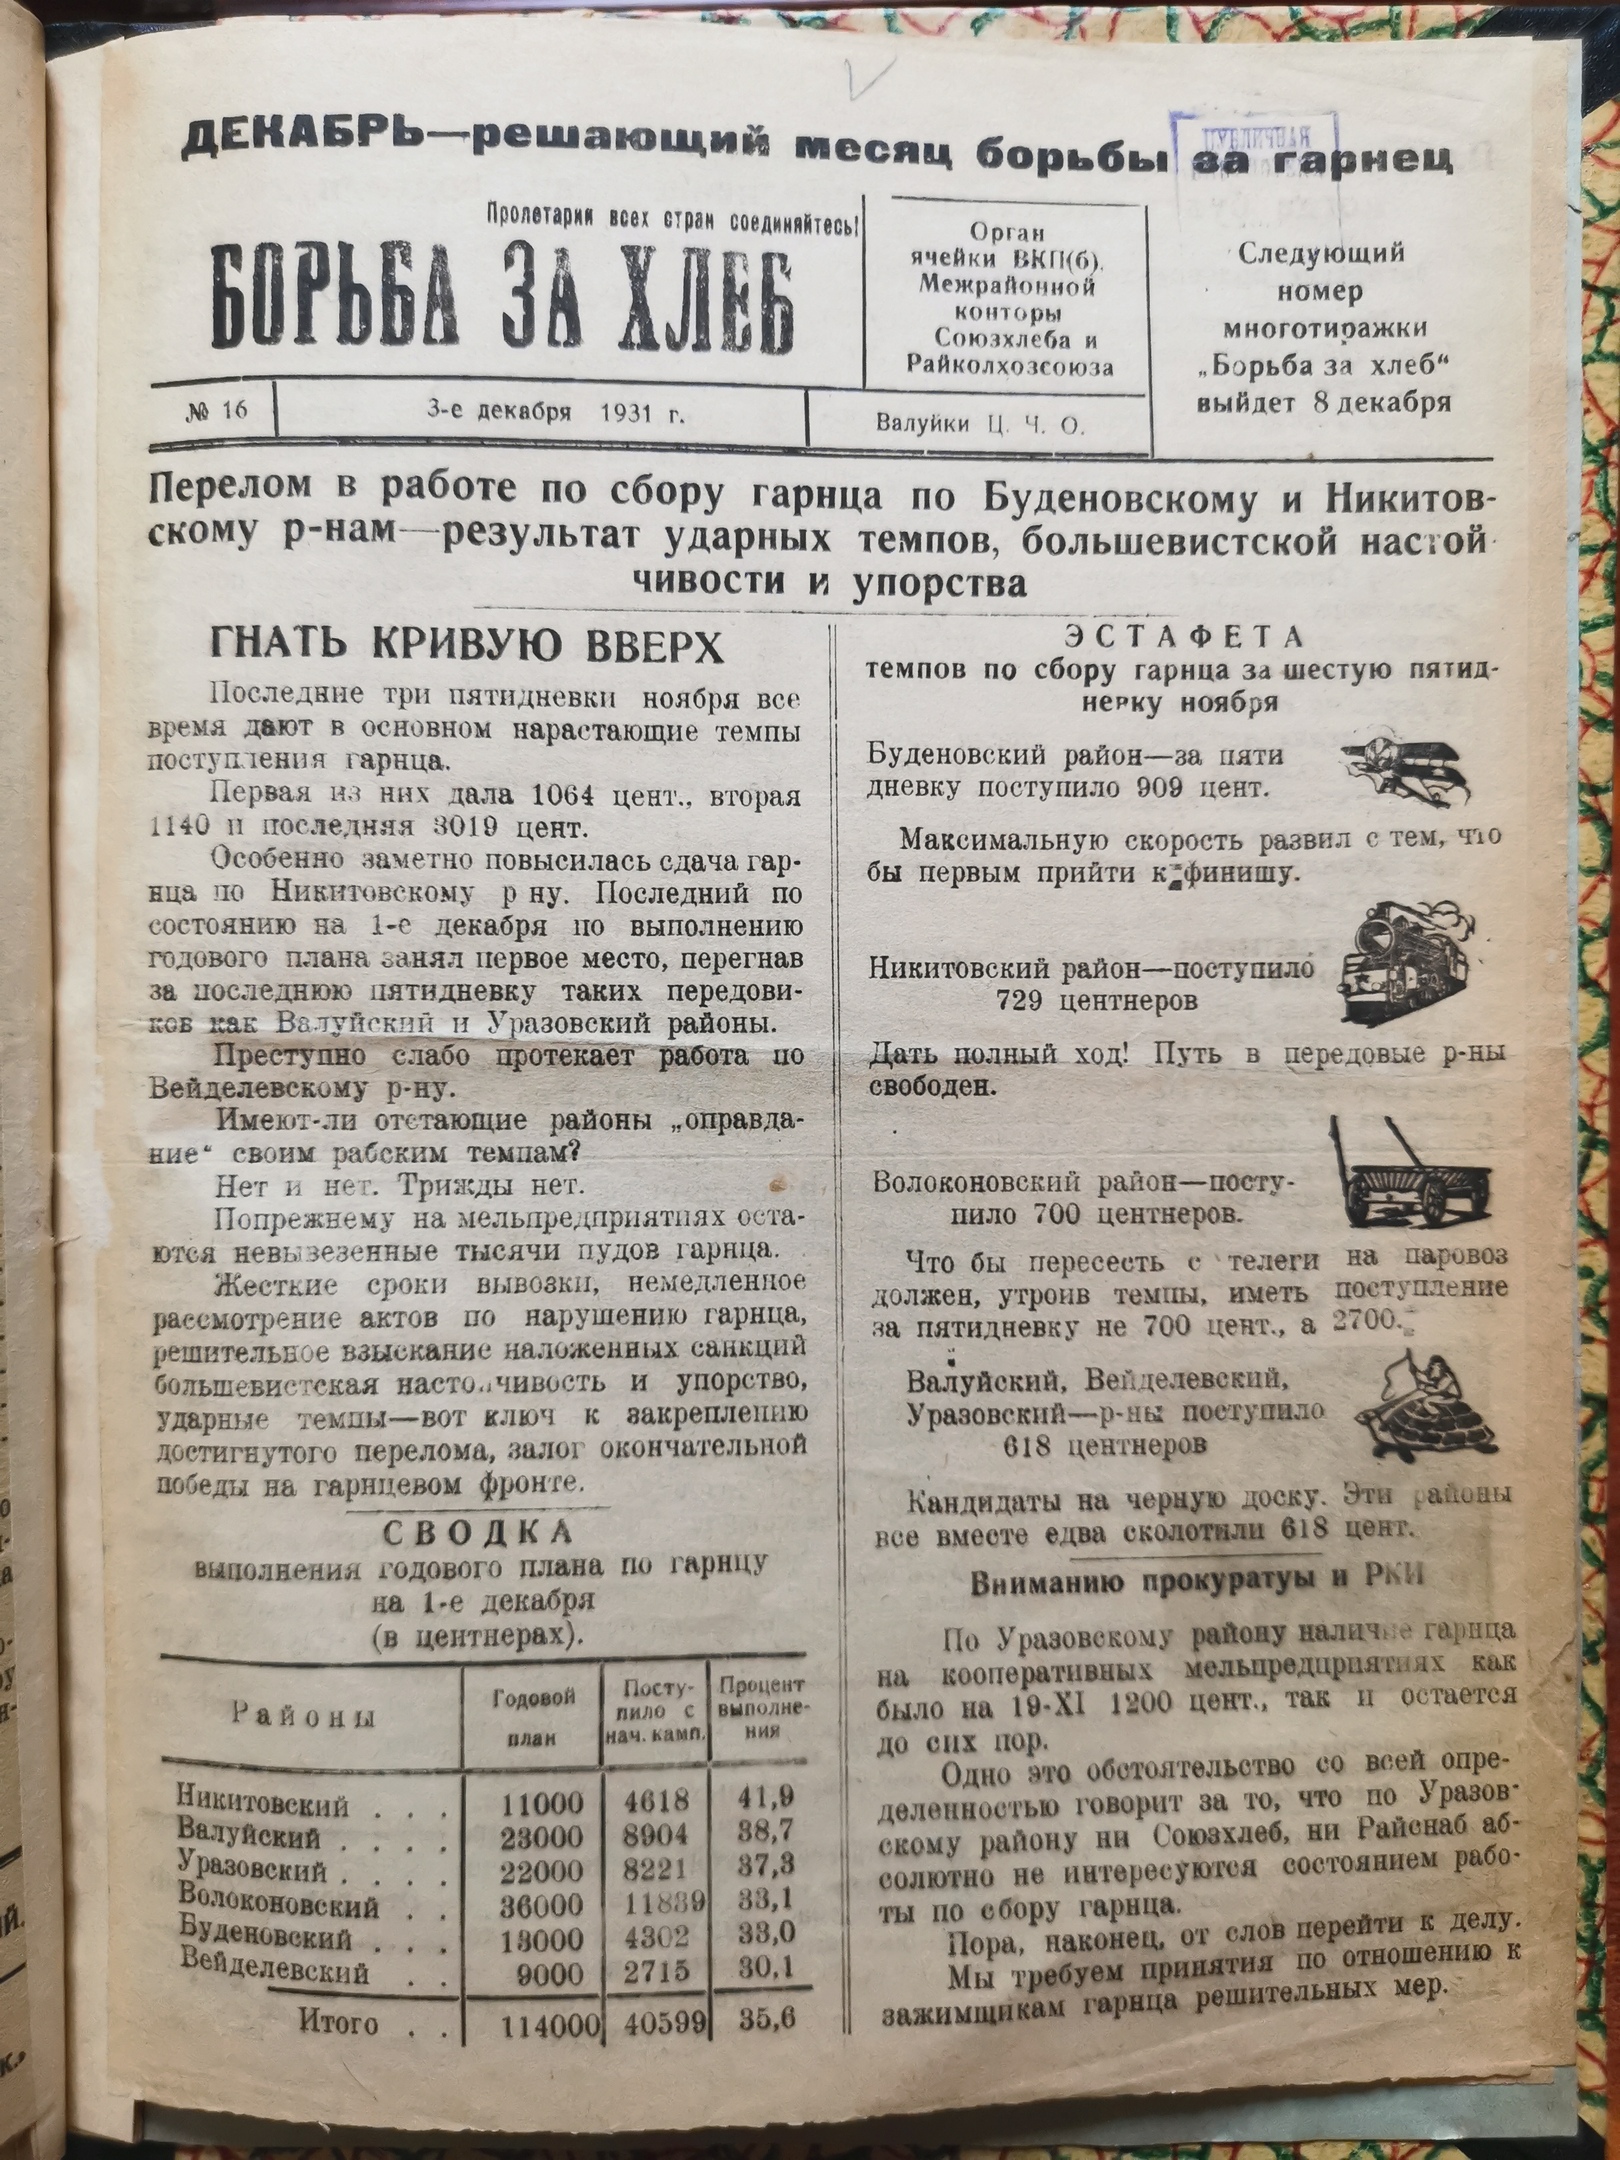 ДЕКАБРЬ—решающий месяц борьбы за гарнец
ПУБЛИЧНАЯ
Пролетарии всех стран соединяйтесь!
БОРЬБА ЗА ХЛЕБ
Орган
ячейки ВКП(б),
Межрайонной
конторы
Союзхлеба и
Райколхозсоюза
Следующий
номер
многотиражки
„Борьба за хлеб“
выйдет 8 декабря
№ 16
3-е декабря 1931 г.
Валуйки Ц. Ч. О.
Перелом в работе по сбору гарнца по Буденовскому и Никитов-
скому р-нам—результат ударных темпов, большевистской настой-
чивости и упорства
ГНАТЬ КРИВУЮ ВВЕРХ
Последние три пятидневки ноября все
время дают в основном нарастающие темпы
поступления гарнца.
Первая из них дала 1064 цент., вторая
1140 и последняя 3019 цент.
Особенно заметно повысилась сдача гар-
нца по Никитовскому р ну. Последний по
состоянию на 1-е декабря по выполнению
годового плана занял первое место, перегнав
за последнюю пятидневку таких передови-
ков как Валуйский и Уразовский районы.
Преступно слабо протекает работа по
Вейделевскому р-ну.
Имеют-ли отстающие районы „оправда-
ние“ своим рабским темпам?
Нет и нет. Трижды нет.
Попрежнему на мельпредприятиях оста-
ются невывезенные тысячи пудов гарнца.
Жесткие сроки вывозки, немедленное
рассмотрение актов по нарушению гарнца,
решительное взыскание наложенных санкций
большевистская настойчивость и упорство,
ударные темпы—вот ключ к закреплению
достигнутого перелома, залог окончательной
победы на гарнцевом фронте.
СВОДКА
выполнения годового плана по гарнцу
на 1-е декабря
(в центнерах).
Районы | Годовой план | Посту-пило с нач. камп. | Процент выполне-ния
Никитовский . . . 11000 4618 41,9
Валуйский . . . . 23000 8904 38,7
Уразовский . . . . 22000 8221 37,3
Волоконовский . . 36000 11839 33,1
Буденовский . . . 13000 4302 33,0
Вейделевский . . 9000 2715 30,1
Итого . . 114000 40599 35,6
ЭСТАФЕТА
темпов по сбору гарнца за шестую пятид-
невку ноября
Буденовский район—за пяти
дневку поступило 909 цент.
Максимальную скорость развил с тем, что
бы первым прийти к финишу.
Никитовский район—поступило
729 центнеров
Дать полный ход! Путь в передовые р-ны
свободен.
Волоконовский район—посту-
пило 700 центнеров.
Что бы пересесть с телеги на паровоз
должен, утроив темпы, иметь поступление
за пятидневку не 700 цент., а 2700.
Валуйский, Вейделевский,
Уразовский—р-ны поступило
618 центнеров
Кандидаты на черную доску. Эти районы
все вместе едва сколотили 618 цент.
Вниманию прокуратуы и РКИ
По Уразовскому району наличие гарнца
на кооперативных мельпредприятиях как
было на 19-XI 1200 цент., так и остается
до сих пор.
Одно это обстоятельство со всей опре-
деленностью говорит за то, что по Уразов-
скому району ни Союзхлеб, ни Райснаб аб-
солютно не интересуются состоянием рабо-
ты по сбору гарнца.
Пора, наконец, от слов перейти к делу.
Мы требуем принятия по отношению к
зажимщикам гарнца решительных мер.